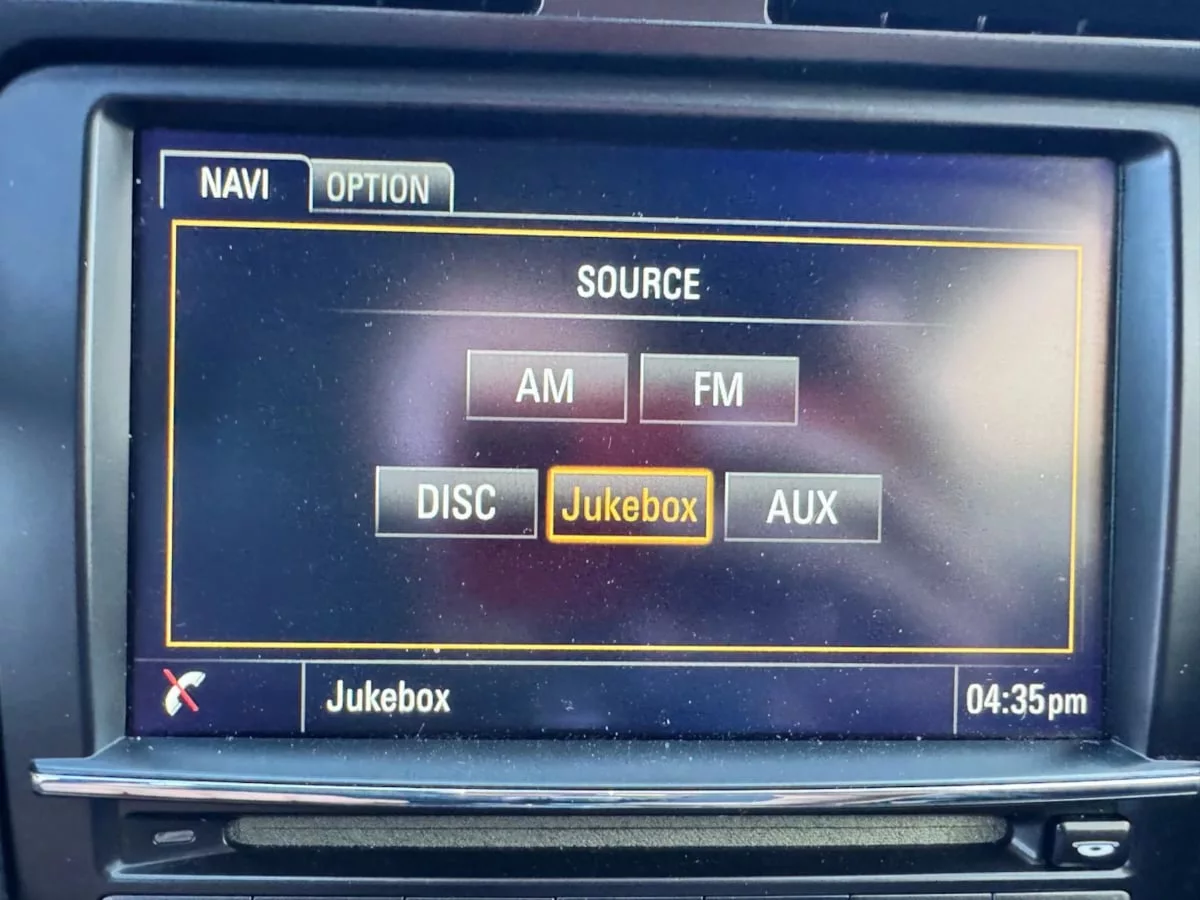 NAVI OPTION
SOURCE
AM FM
DISC Jukebox AUX
Jukebox 04:35pm